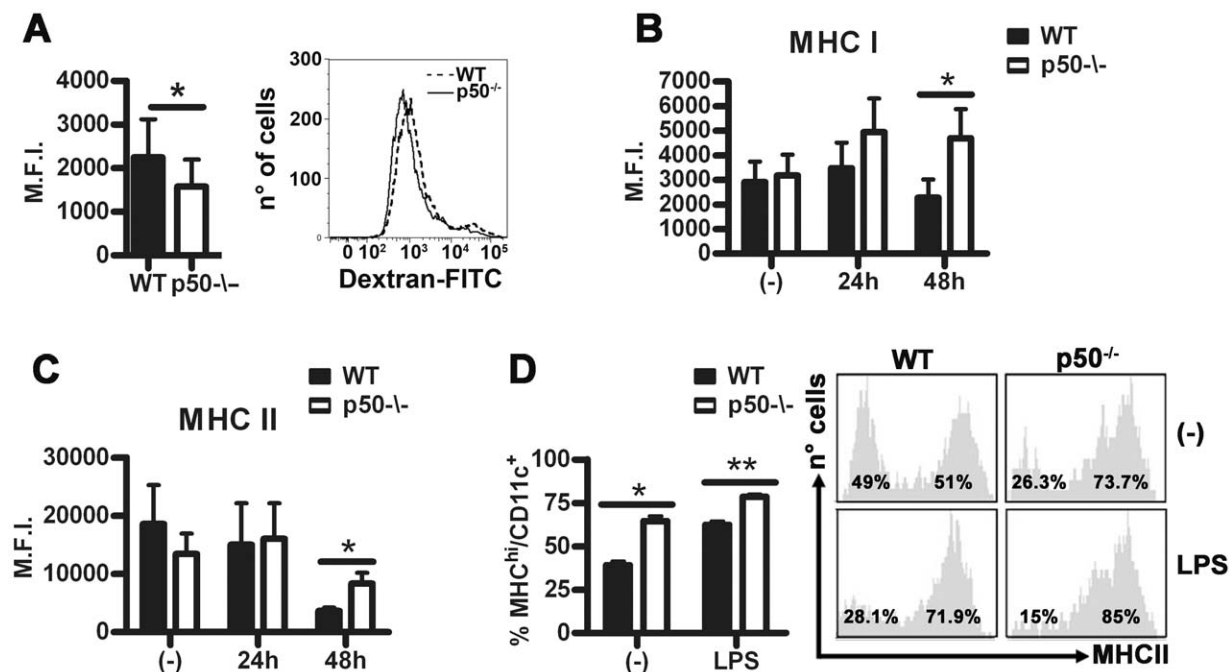 A
4000
3000
2000
1000
0
M.F.I.
*
WT p50-\-
300
200
100
0
n° of cells
WT
p50-/-
0 10² 10³ 10⁴ 10⁵
Dextran-FITC
B
MHC I
WT
p50-\-
7000
6000
5000
4000
3000
2000
1000
0
M.F.I.
*
(-) 24h 48h
C
MHC II
WT
p50-\-
30000
20000
10000
0
M.F.I.
*
(-) 24h 48h
D
WT
p50-\-
100
75
50
25
0
% MHCʰⁱ/CD11c⁺
*
**
(-) LPS
WT p50⁻/⁻
n° cells
49% 51% 26.3% 73.7%
(-)
28.1% 71.9% 15% 85%
LPS
MHCII